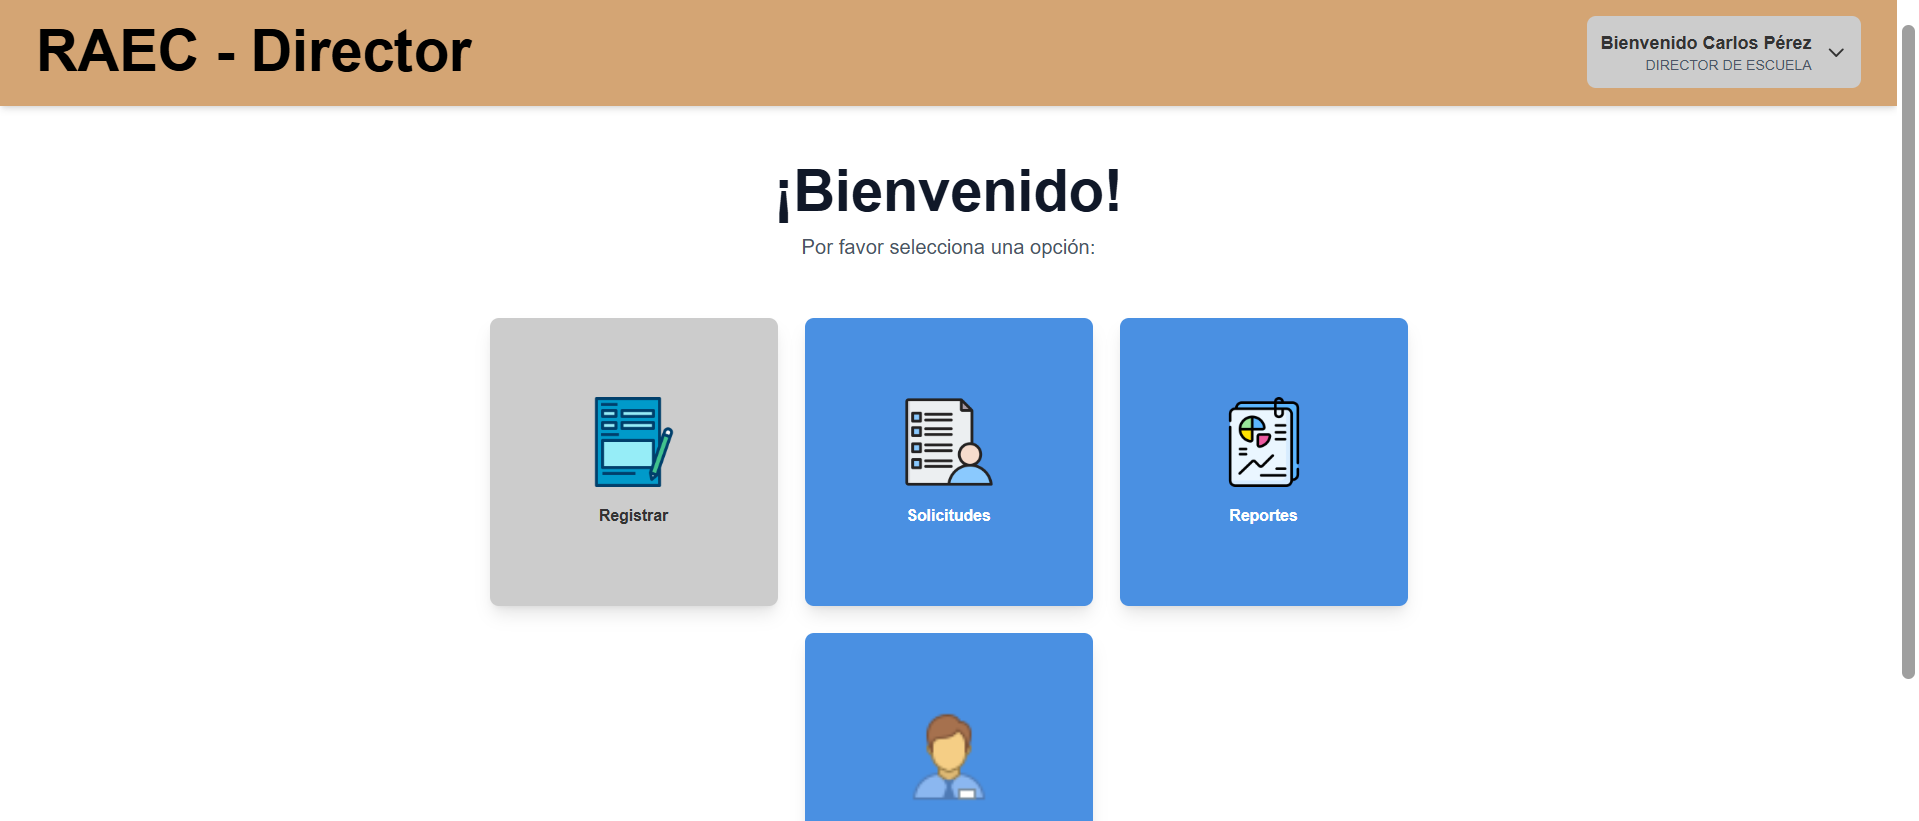 RAEC - Director
Bienvenido Carlos Pérez
DIRECTOR DE ESCUELA
¡Bienvenido!
Por favor selecciona una opción:
Registrar
Solicitudes
Reportes